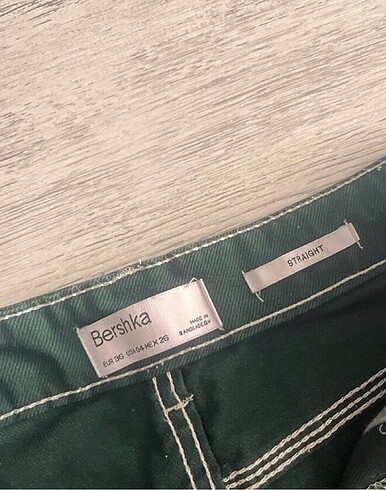 Bershka
EUR 36 USA 04 MEX 26
MADE IN
BANGLADESH
STRAIGHT